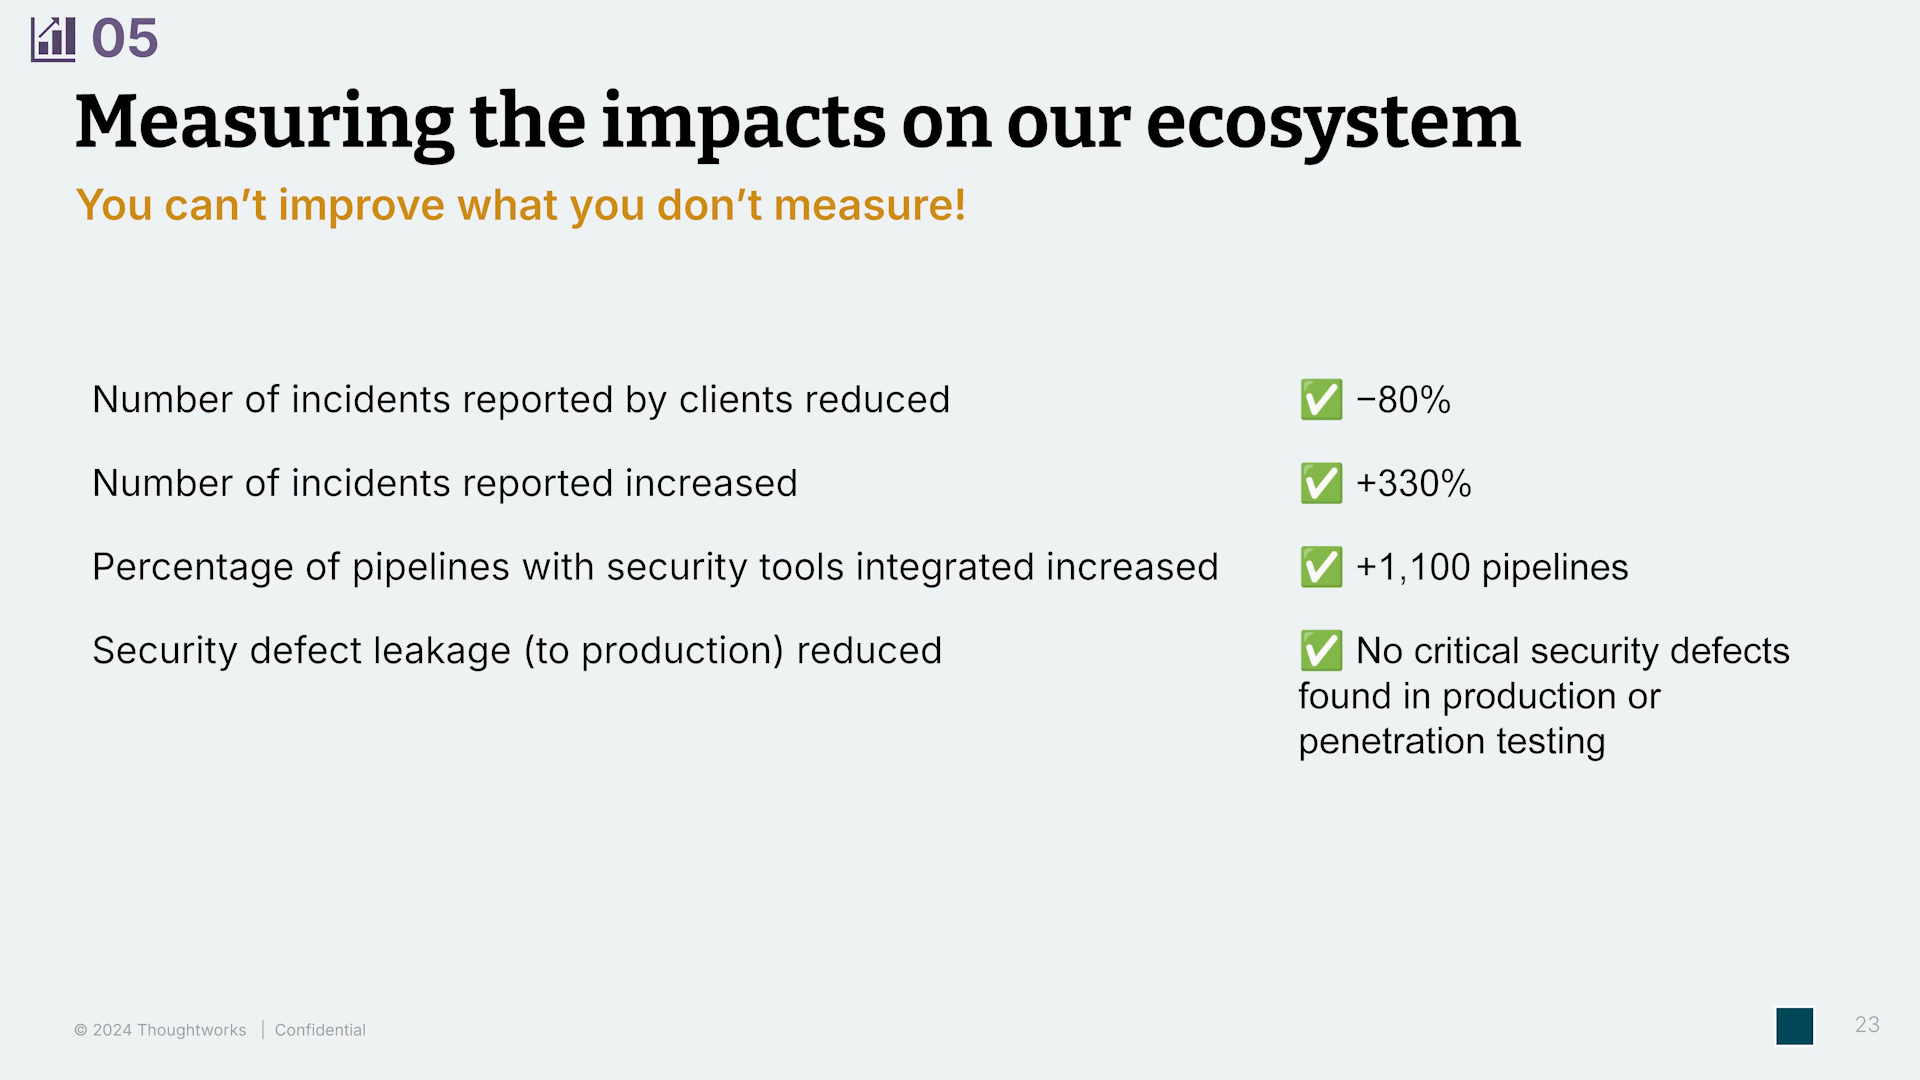 05
Measuring the impacts on our ecosystem
You can’t improve what you don’t measure!
Number of incidents reported by clients reduced
✅ −80%
Number of incidents reported increased
✅ +330%
Percentage of pipelines with security tools integrated increased
✅ +1,100 pipelines
Security defect leakage (to production) reduced
✅ No critical security defects
found in production or
penetration testing
© 2024 Thoughtworks | Confidential
23